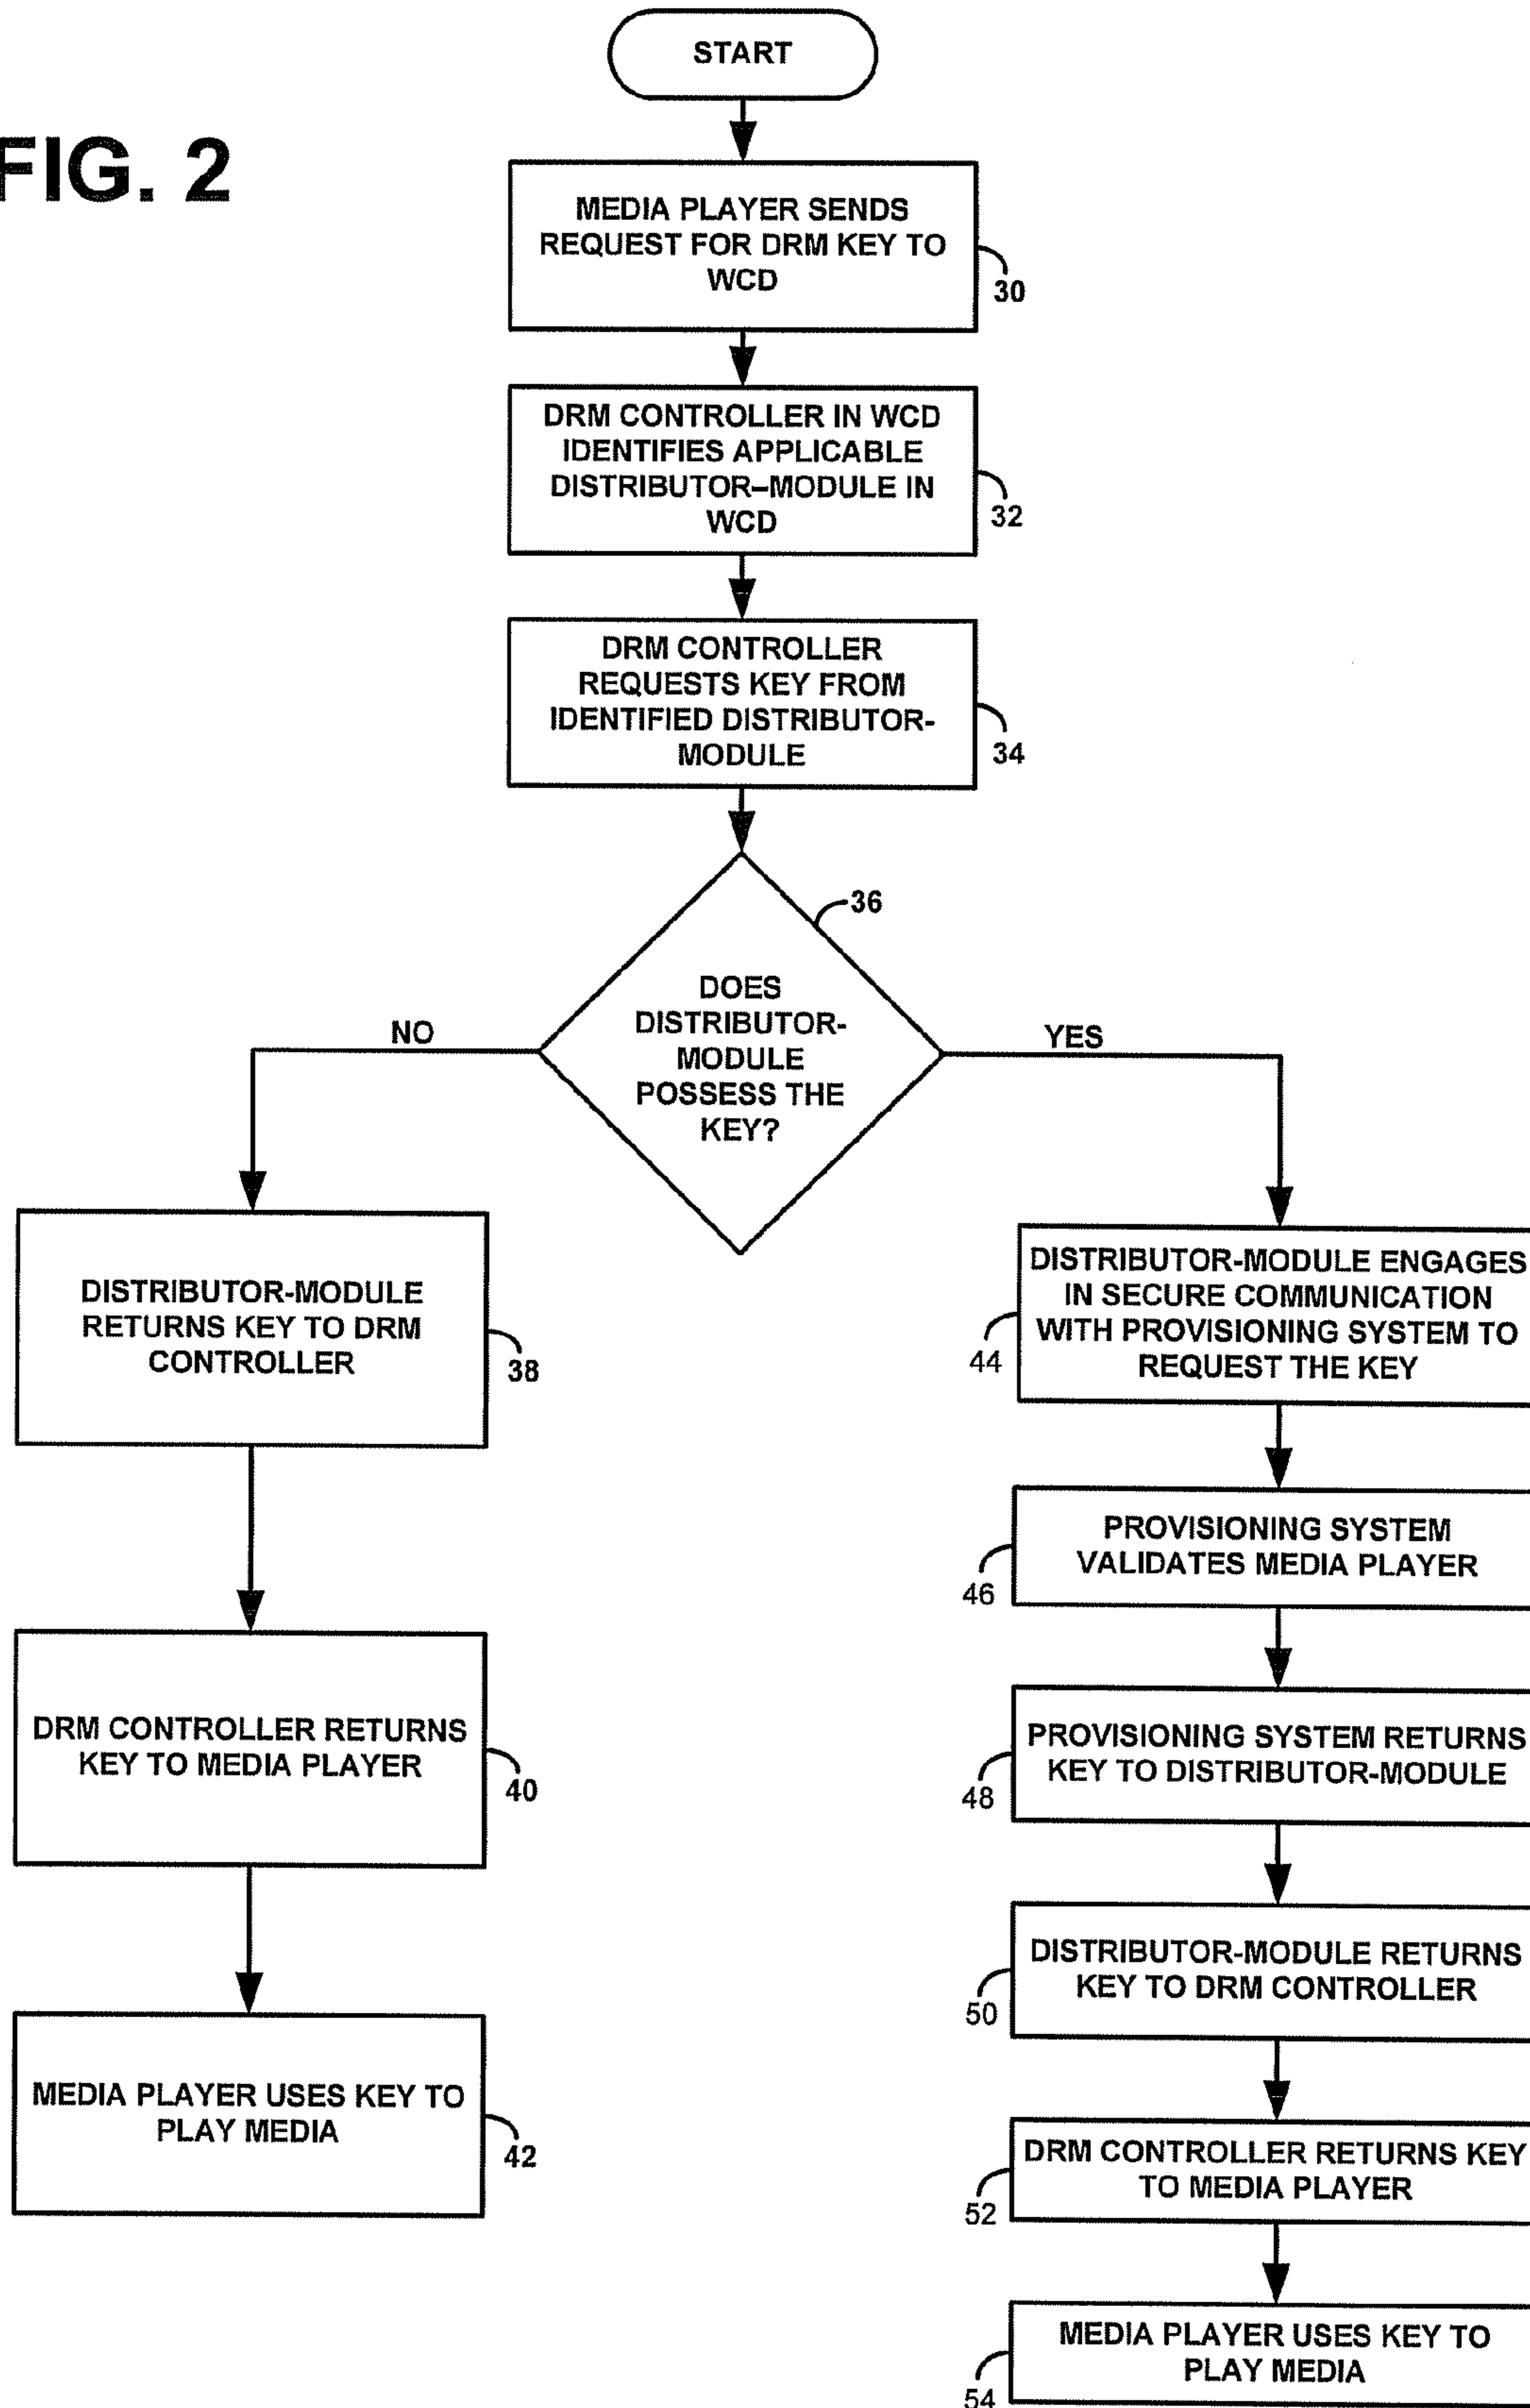 FIG. 2
START
MEDIA PLAYER SENDS
REQUEST FOR DRM KEY TO
WCD
30
DRM CONTROLLER IN WCD
IDENTIFIES APPLICABLE
DISTRIBUTOR–MODULE IN
WCD
32
DRM CONTROLLER
REQUESTS KEY FROM
IDENTIFIED DISTRIBUTOR-
MODULE
34
36
DOES
DISTRIBUTOR-
MODULE
POSSESS THE
KEY?
NO
YES
DISTRIBUTOR-MODULE
RETURNS KEY TO DRM
CONTROLLER
38
DRM CONTROLLER RETURNS
KEY TO MEDIA PLAYER
40
MEDIA PLAYER USES KEY TO
PLAY MEDIA
42
DISTRIBUTOR-MODULE ENGAGES
IN SECURE COMMUNICATION
WITH PROVISIONING SYSTEM TO
REQUEST THE KEY
44
PROVISIONING SYSTEM
VALIDATES MEDIA PLAYER
46
PROVISIONING SYSTEM RETURNS
KEY TO DISTRIBUTOR-MODULE
48
DISTRIBUTOR-MODULE RETURNS
KEY TO DRM CONTROLLER
50
DRM CONTROLLER RETURNS KEY
TO MEDIA PLAYER
52
MEDIA PLAYER USES KEY TO
PLAY MEDIA
54